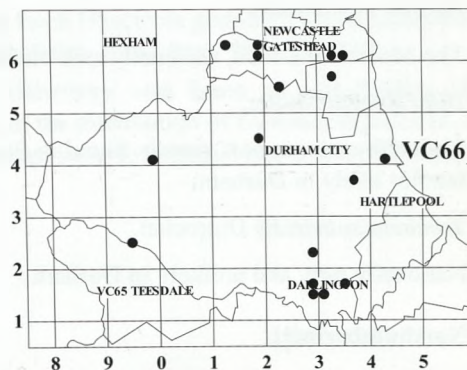 HEXHAM
NEWCASTLE
GATESHEAD
6
5
DURHAM CITY
VC66
4
HARTLEPOOL
3
2
VC65 TEESDALE
DARLINGTON
1
8 9 0 1 2 3 4 5